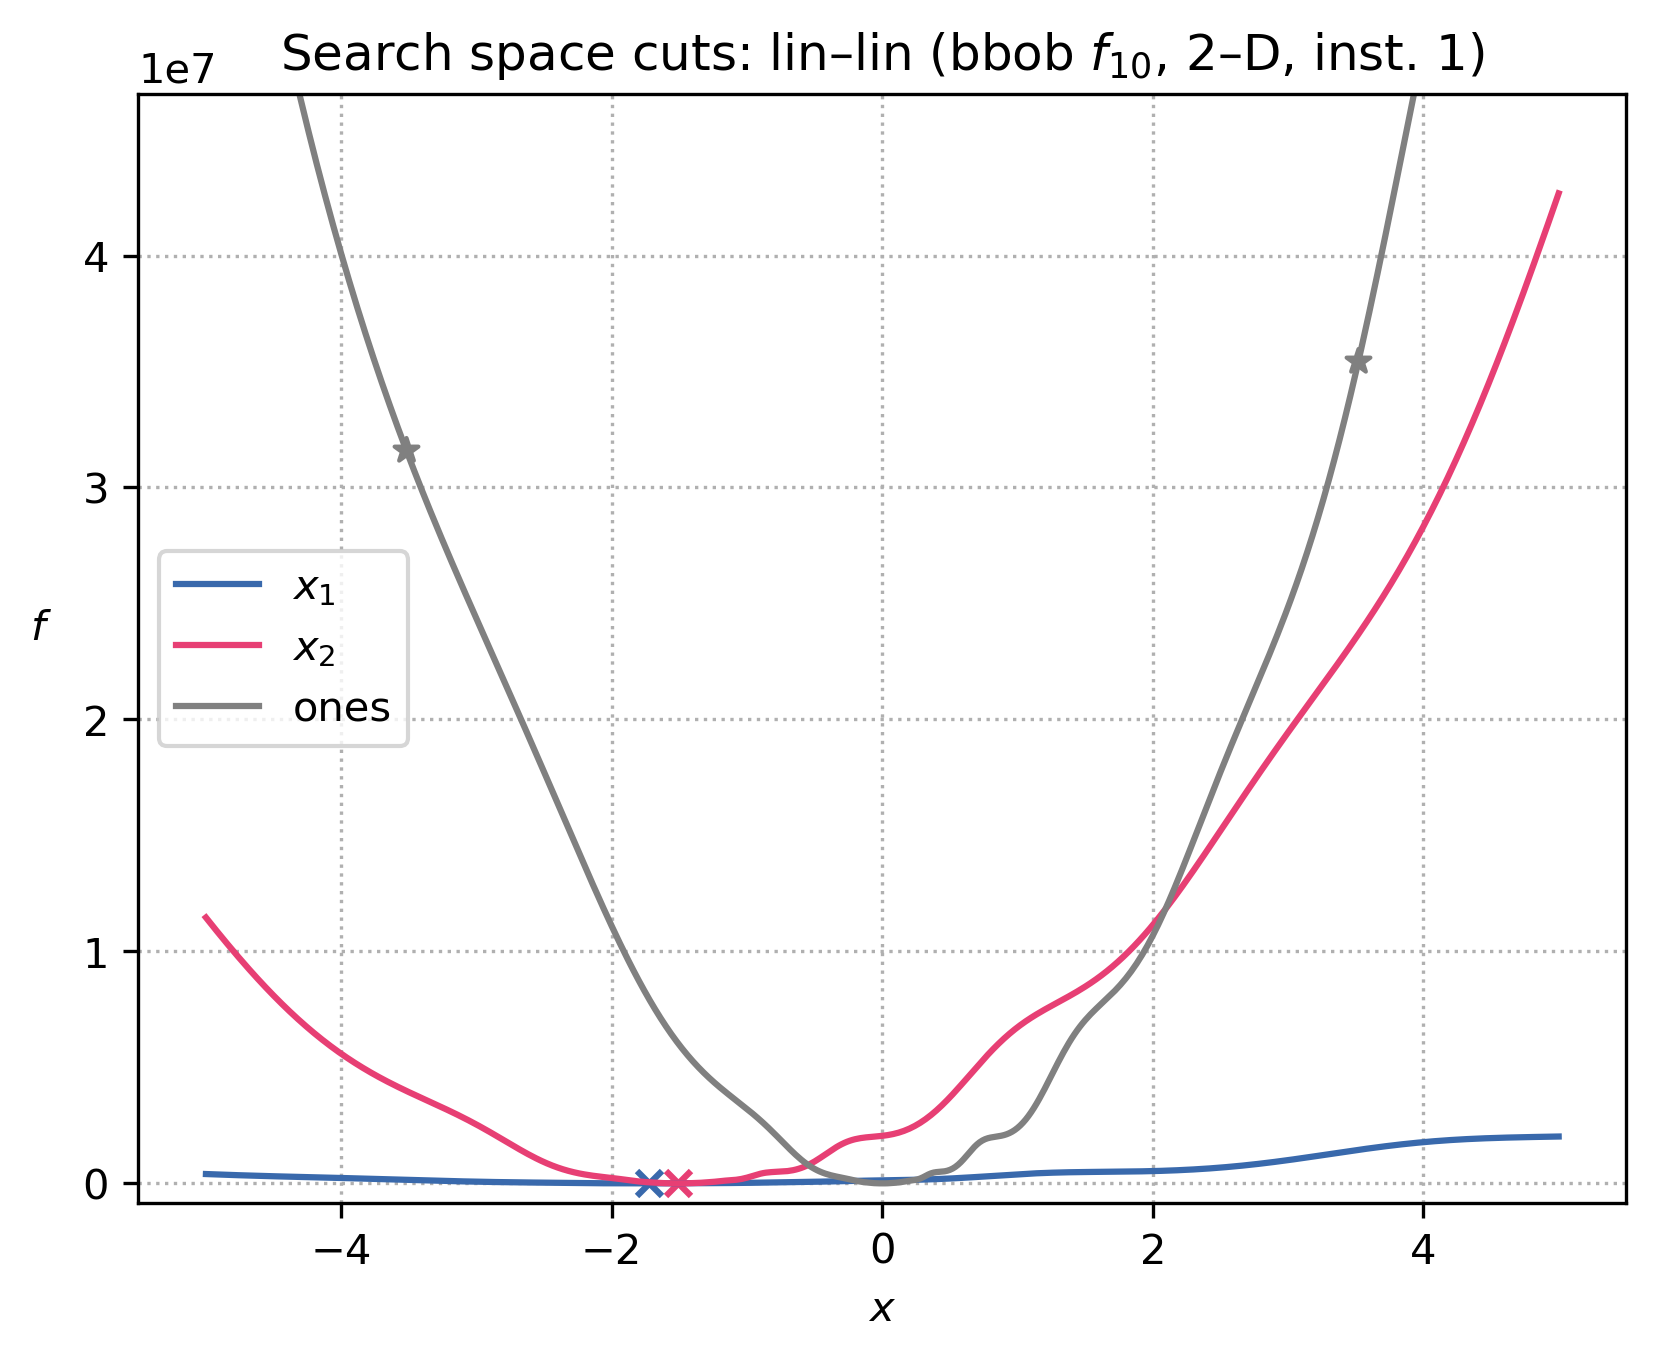 Search space cuts: lin–lin (bbob f10, 2–D, inst. 1)
1e7
4
3
2
1
0
f
x1
x2
ones
−4 −2 0 2 4
x